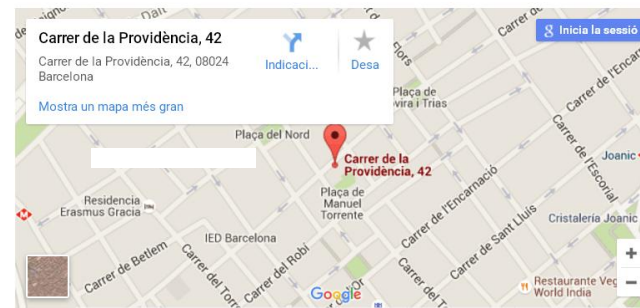 Carrer de la Providència, 42
Carrer de la Providència, 42, 08024
Barcelona
Indicaci...
Desa
Mostra un mapa més gran
Inicia la sessió
Plaça de
Plaça del Nord
Carrer de la
Providència, 42
Joanic
Carrer de l'Escorial
Plaça de
Manuel
Torrente
Residencia
Erasmus Gracia
Carrer de l'Encarnació
Carrer de Sant Lluís
Cristalería Joanic
IED Barcelona
Carrer de Betlem
Carrer del Robí
Google
Restaurante Veg
World India
+
−